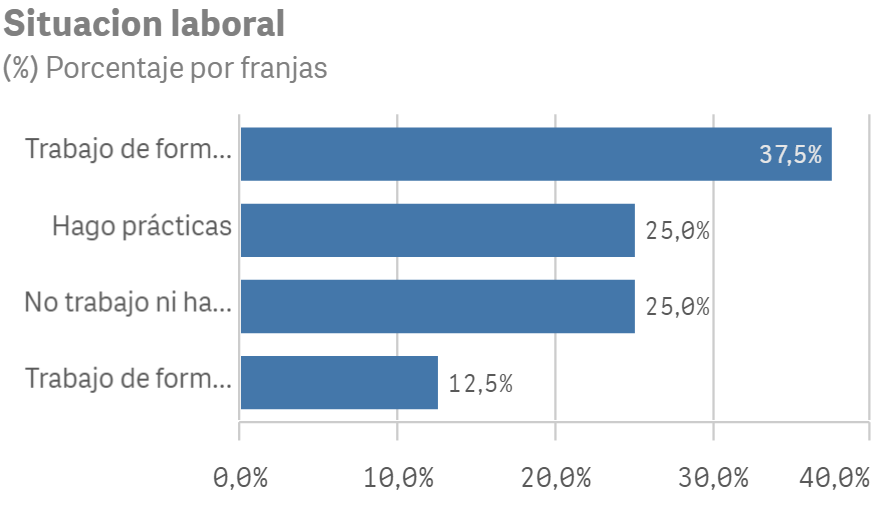 Situacion laboral
(%) Porcentaje por franjas
Trabajo de form...
37,5%
Hago prácticas
25,0%
No trabajo ni ha...
25,0%
Trabajo de form...
12,5%
0,0% 10,0% 20,0% 30,0% 40,0%